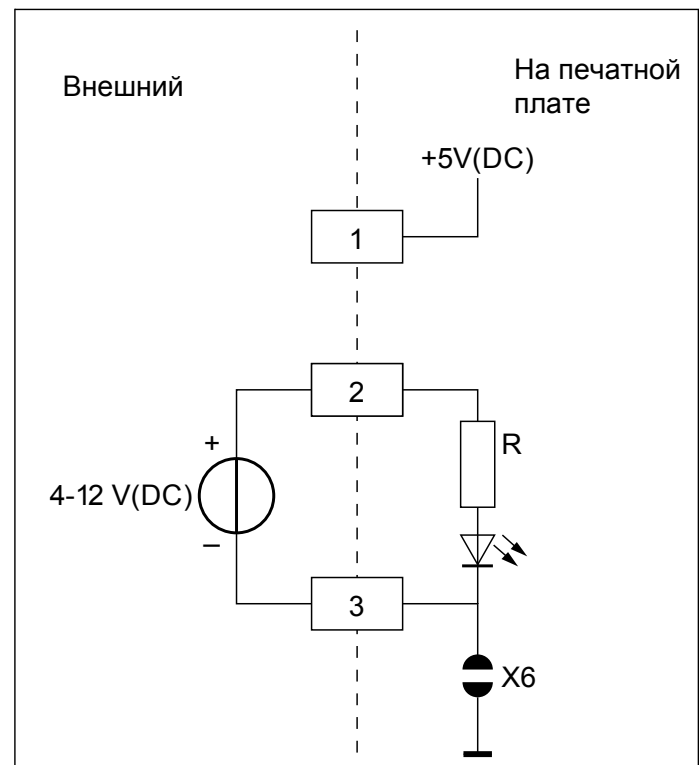 Внешний
На печатной
плате
+5V(DC)
1
2
+
R
4-12 V(DC)
–
3
X6